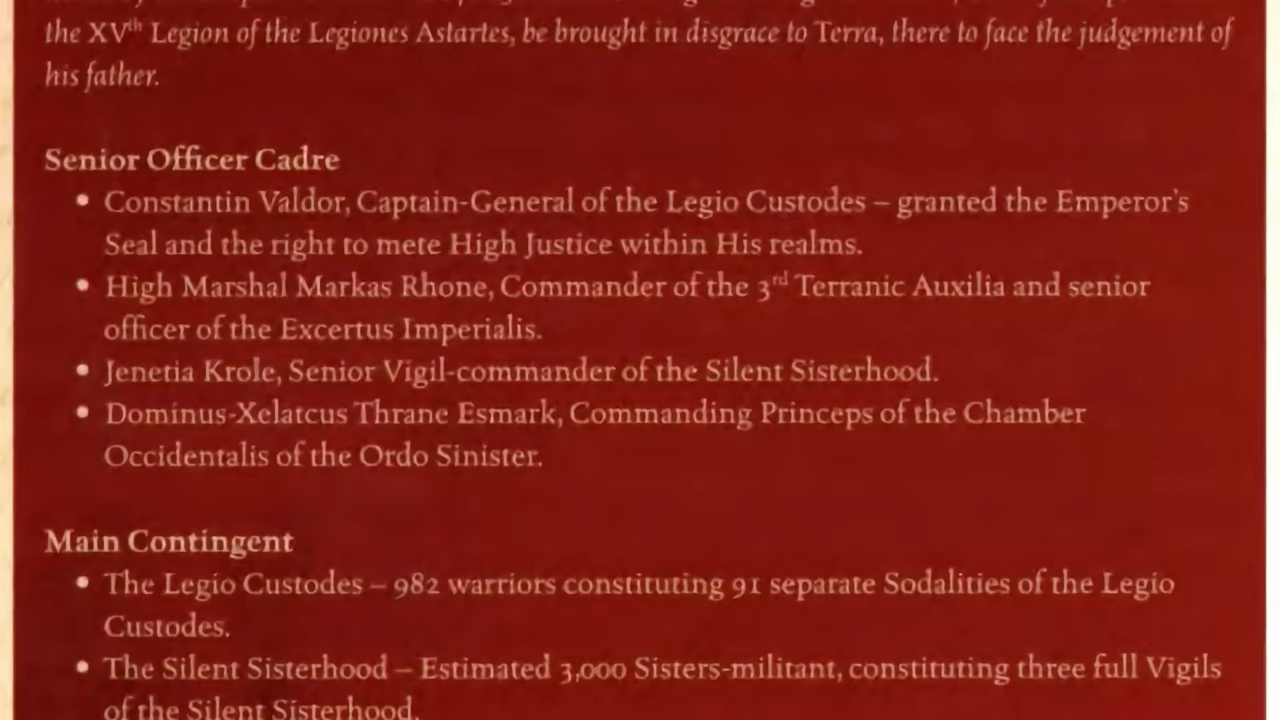 the XVth Legion of the Legiones Astartes, be brought in disgrace to Terra, there to face the judgement of
his father.
Senior Officer Cadre
• Constantin Valdor, Captain-General of the Legio Custodes – granted the Emperor's
Seal and the right to mete High Justice within His realms.
• High Marshal Markas Rhone, Commander of the 3rd Terranic Auxilia and senior
officer of the Excertus Imperialis.
• Jenetia Krole, Senior Vigil-commander of the Silent Sisterhood.
• Dominus-Xelatcus Thrane Esmark, Commanding Princeps of the Chamber
Occidentalis of the Ordo Sinister.
Main Contingent
• The Legio Custodes – 982 warriors constituting 91 separate Sodalities of the Legio
Custodes.
• The Silent Sisterhood – Estimated 3,000 Sisters-militant, constituting three full Vigils
of the Silent Sisterhood.